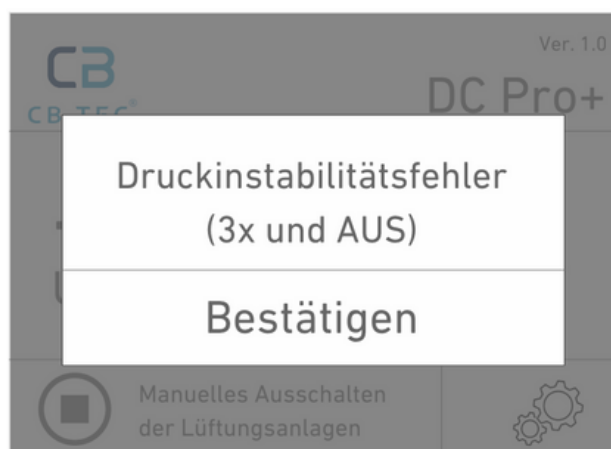 CB
Ver. 1.0
DC Pro+
CB TEC®
Druckinstabilitätsfehler
(3x und AUS)
Bestätigen
Manuelles Ausschalten
der Lüftungsanlagen